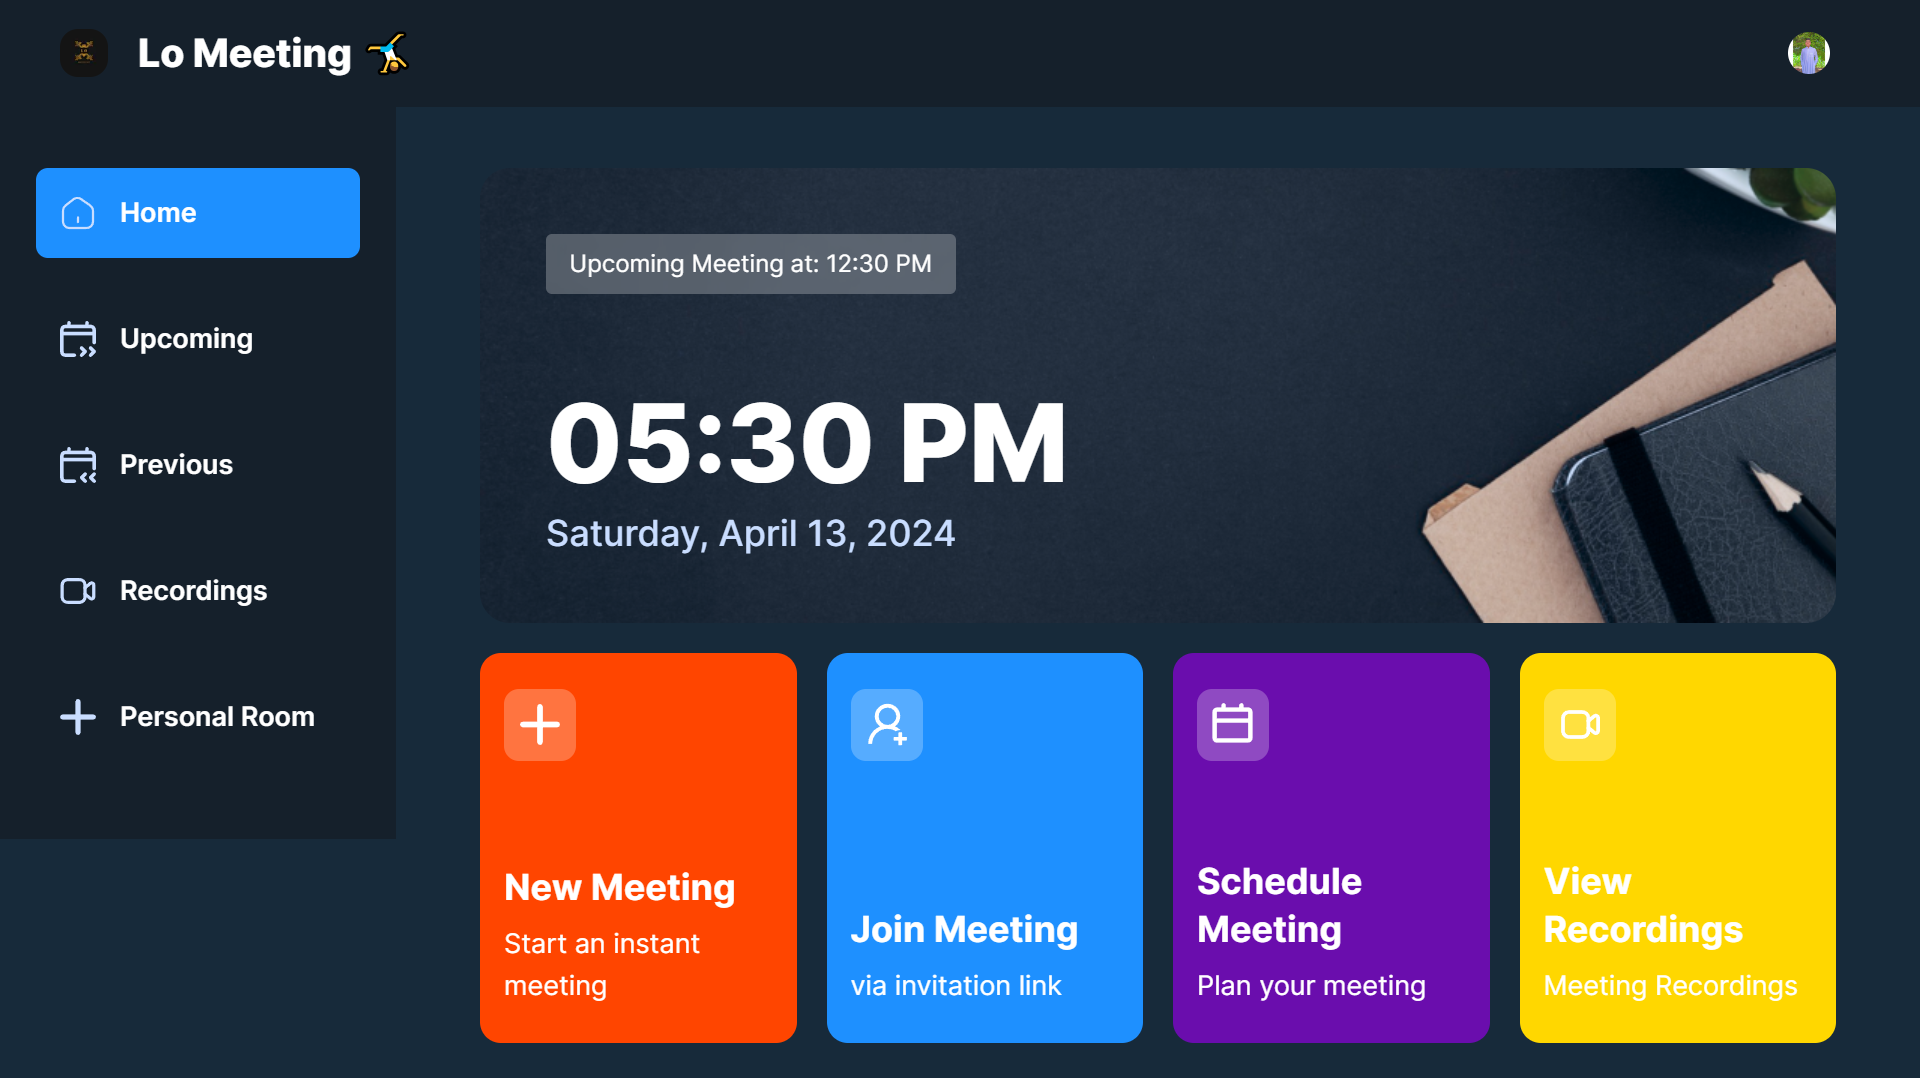 Lo Meeting
Home
Upcoming
Previous
Recordings
Personal Room
Upcoming Meeting at: 12:30 PM
05:30 PM
Saturday, April 13, 2024
New Meeting
Start an instant
meeting
Join Meeting
via invitation link
Schedule
Meeting
Plan your meeting
View
Recordings
Meeting Recordings